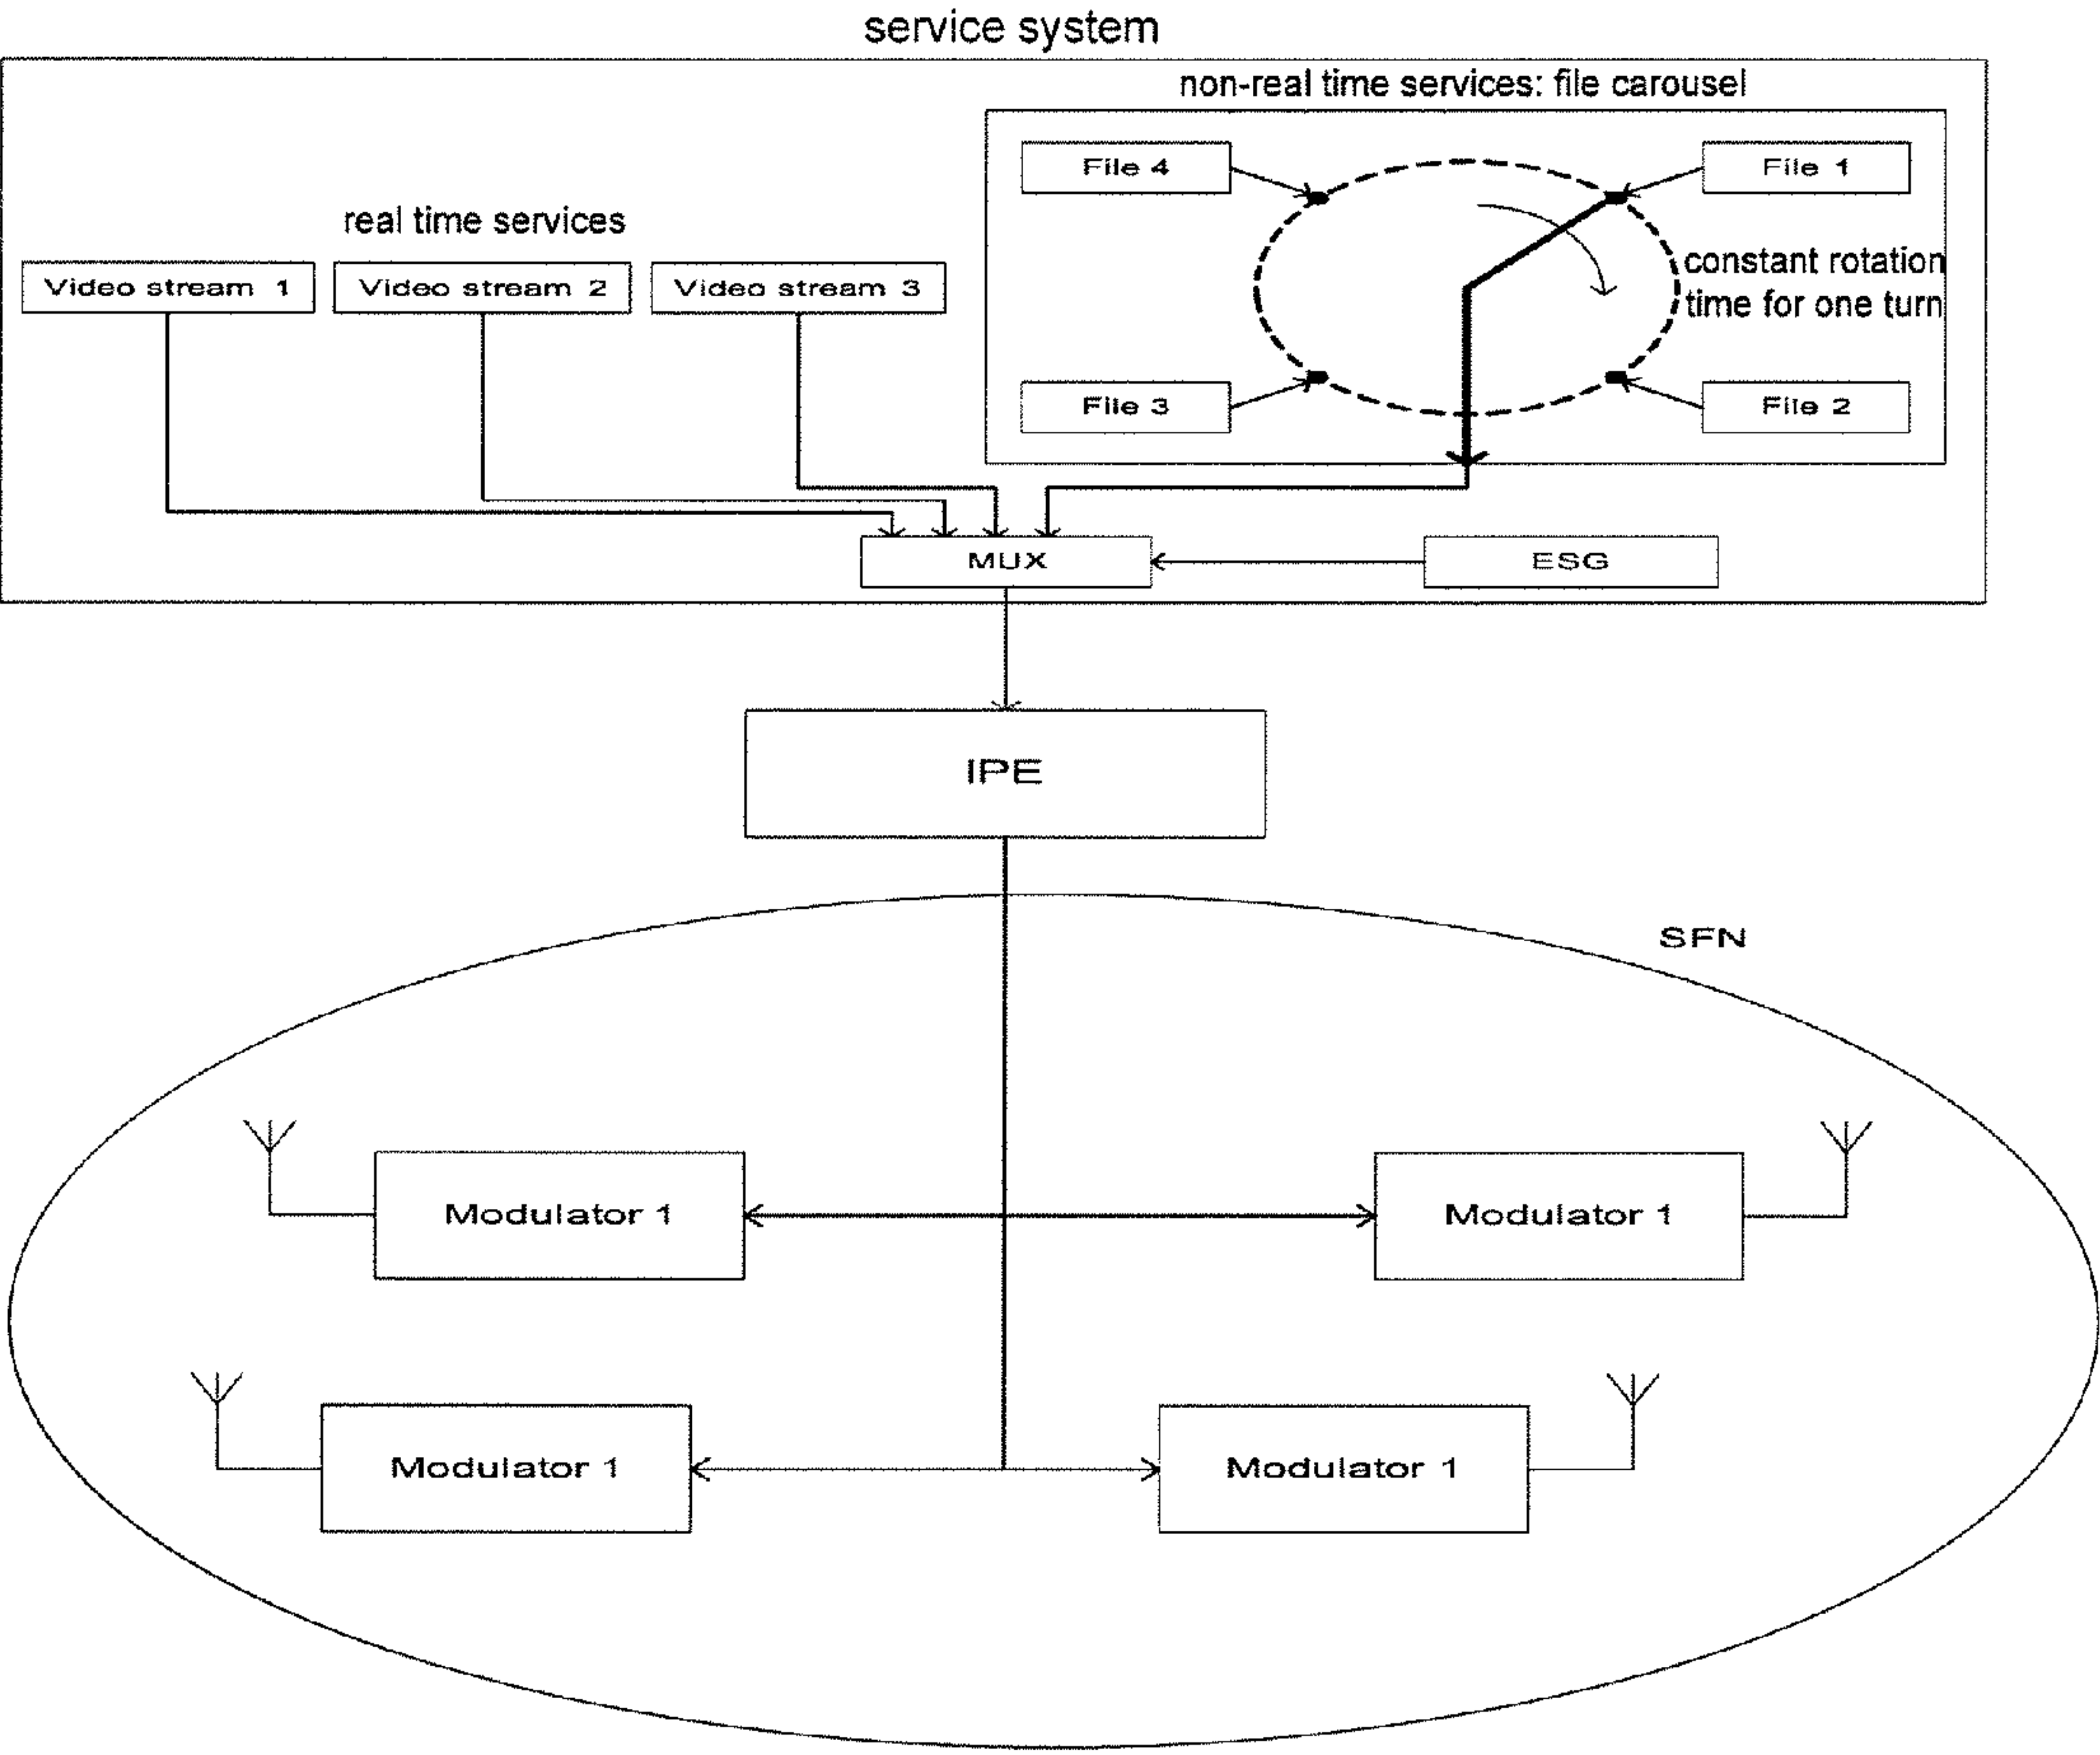 service system
non-real time services: file carousel
File 4
File 1
real time services
constant rotation
time for one turn
Video stream 1
Video stream 2
Video stream 3
File 3
File 2
MUX
ESG
IPE
SFN
Modulator 1
Modulator 1
Modulator 1
Modulator 1